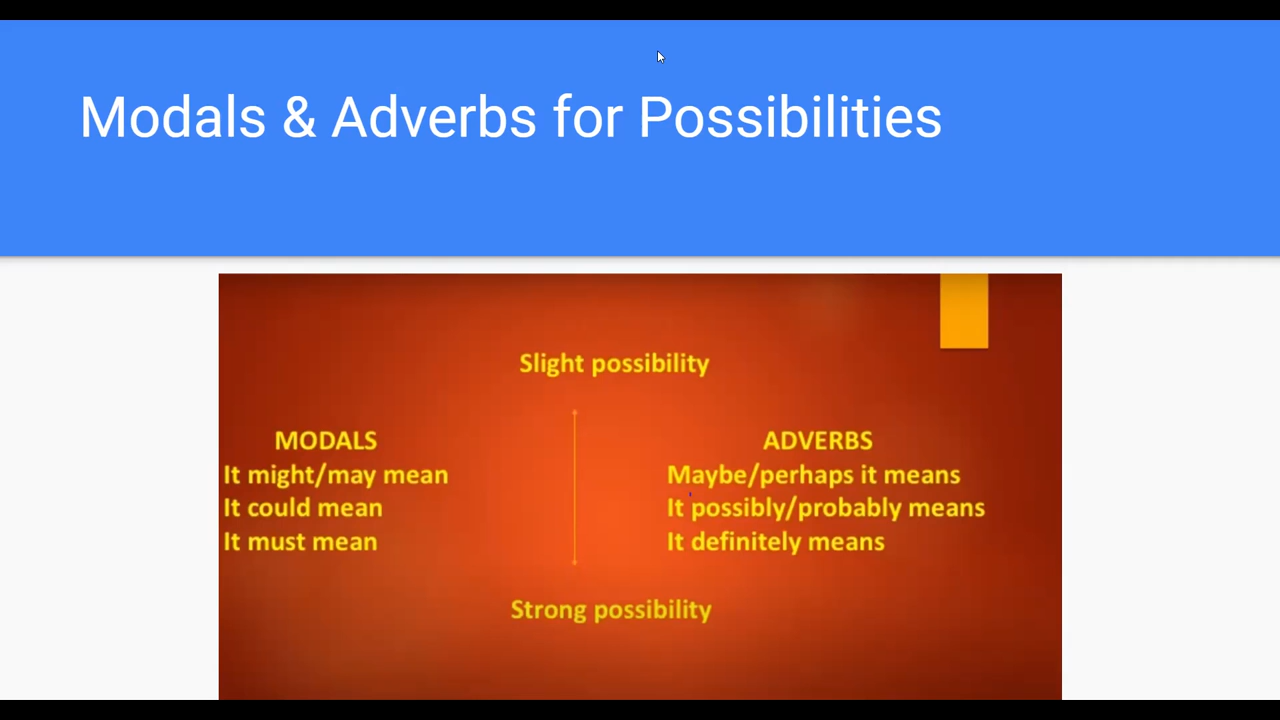 Modals & Adverbs for Possibilities
Slight possibility
MODALS
It might/may mean
It could mean
It must mean
ADVERBS
Maybe/perhaps it means
It possibly/probably means
It definitely means
Strong possibility